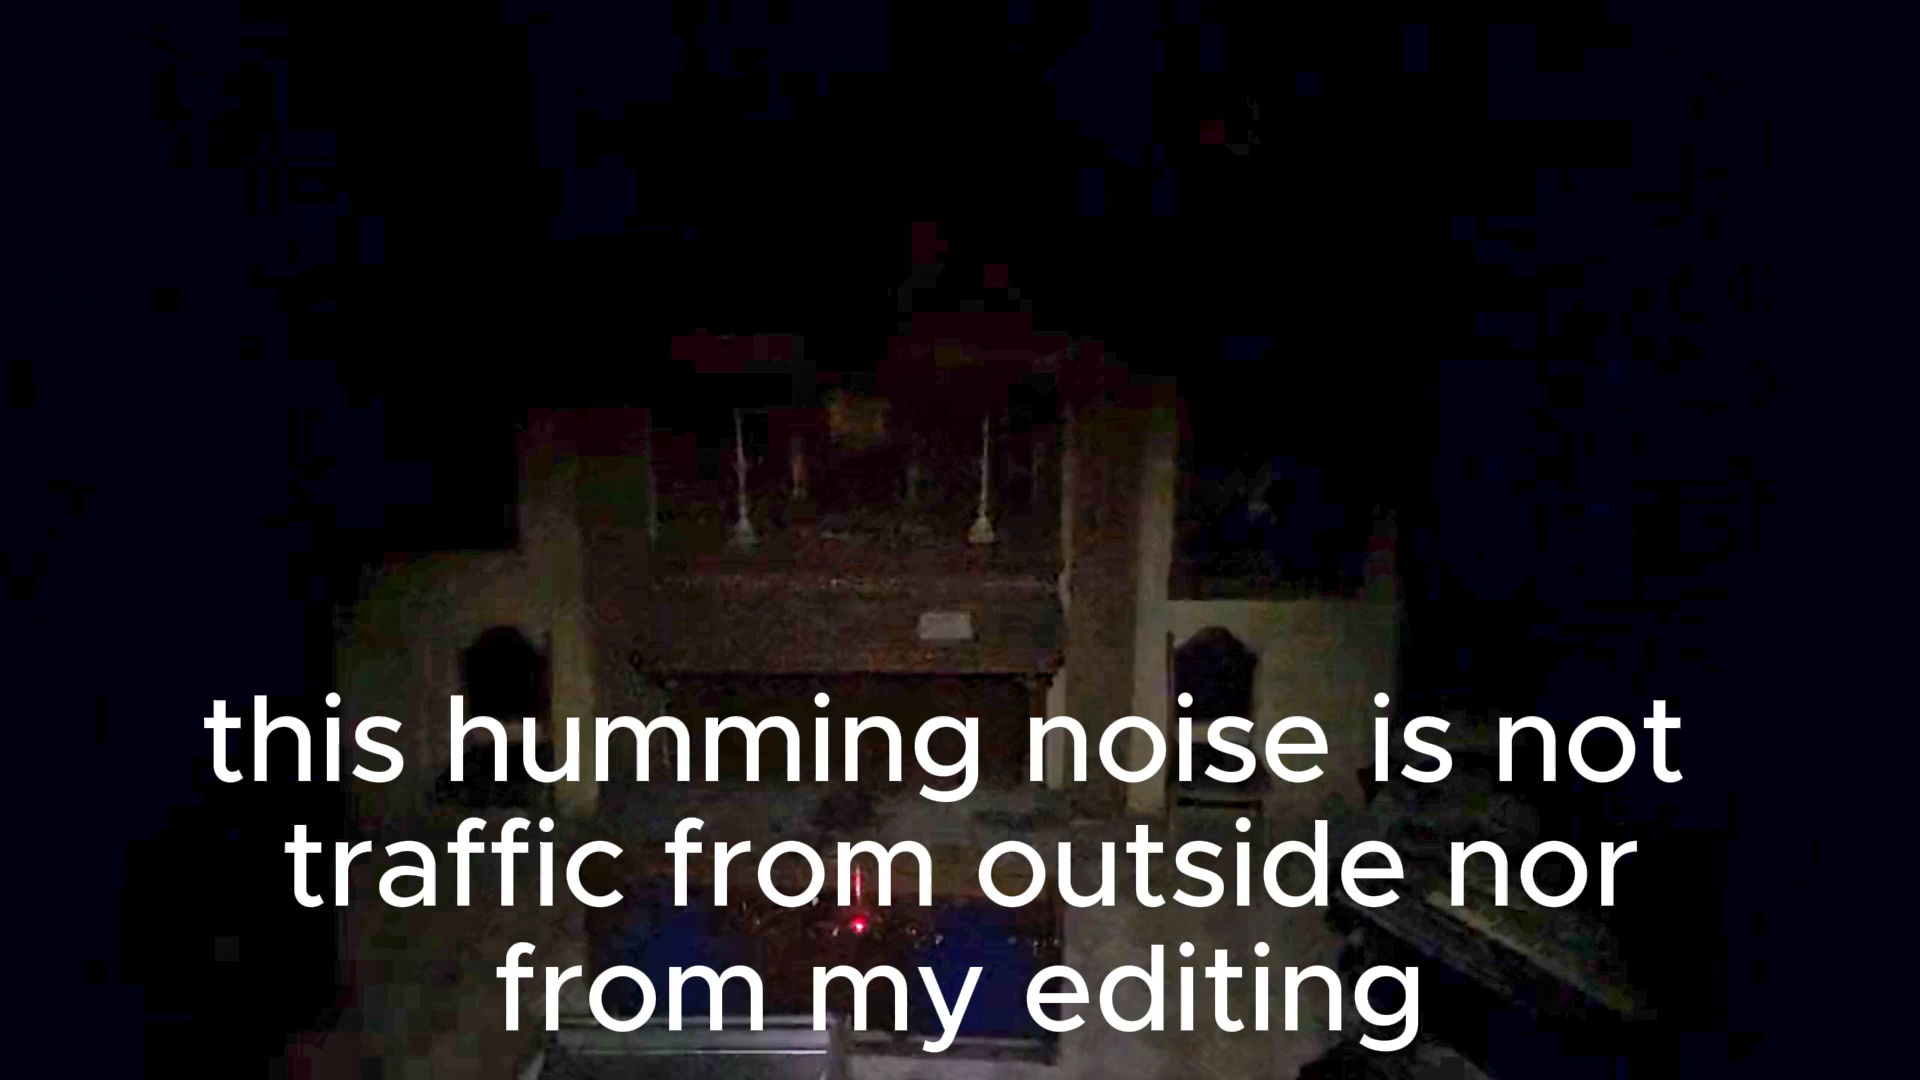 this humming noise is not
traffic from outside nor
from my editing